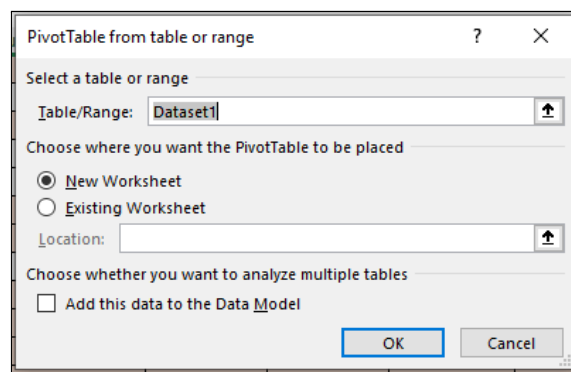 PivotTable from table or range ? ×
Select a table or range
Table/Range: Dataset1
Choose where you want the PivotTable to be placed
New Worksheet
Existing Worksheet
Location:
Choose whether you want to analyze multiple tables
Add this data to the Data Model
OK Cancel